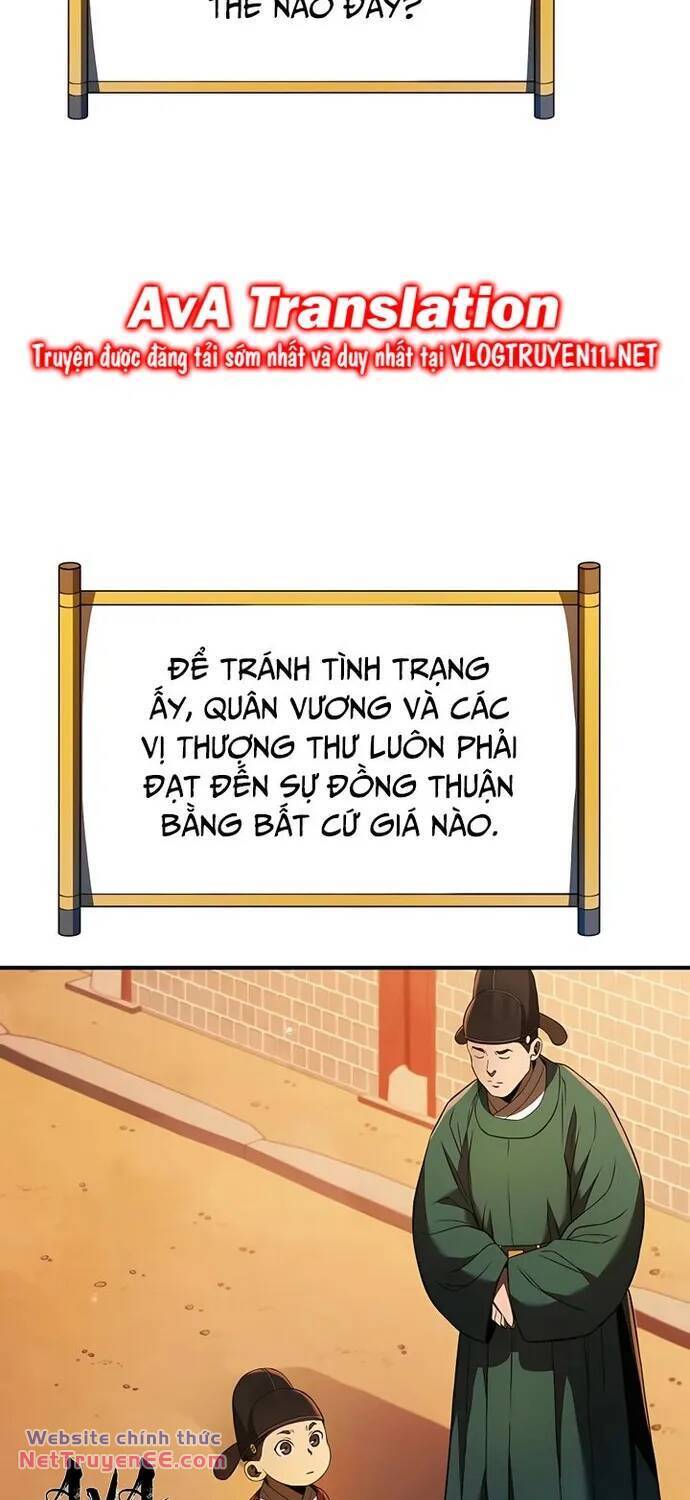 THẾ NÀO ĐÂY?
AvA Translation
Truyện được đăng tải sớm nhất và duy nhất tại VLOGTRUYEN11.NET
ĐỂ TRÁNH TÌNH TRẠNG
ẤY, QUÂN VƯƠNG VÀ CÁC
VỊ THƯỢNG THƯ LUÔN PHẢI
ĐẠT ĐẾN SỰ ĐỒNG THUẬN
BẰNG BẤT CỨ GIÁ NÀO.
Website chính thức
NetTruyenEE.com
AVA